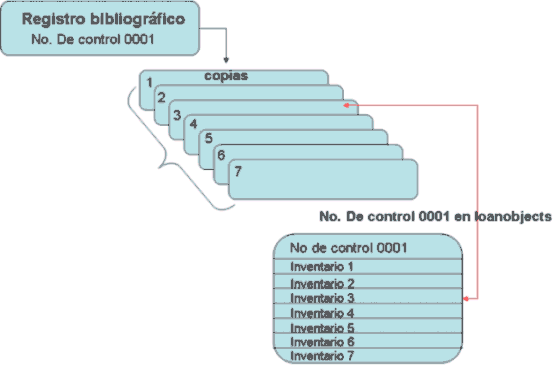 Registro bibliográfico
No. De control 0001
copias
1
2
3
4
5
6
7
No. De control 0001 en loanobjects
No de control 0001
Inventario 1
Inventario 2
Inventario 3
Inventario 4
Inventario 5
Inventario 6
Inventario 7